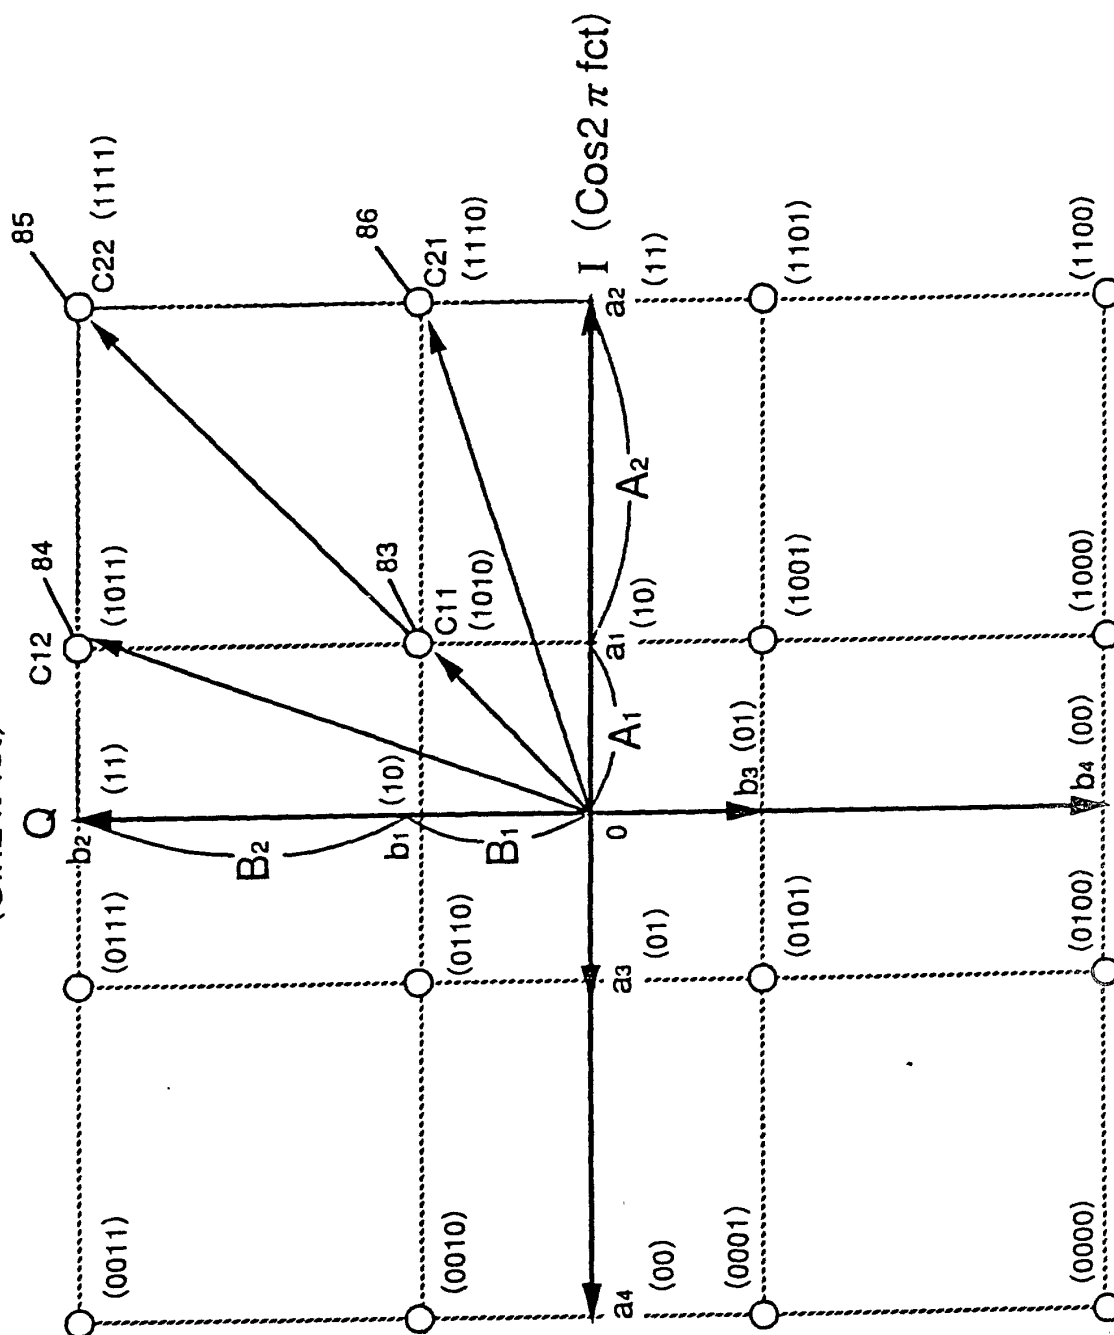 Q
C12
84
85
b2
(0011)
(0111)
(11)
(1011)
C22 (1111)
B2
b1
(10)
83
86
(0010)
(0110)
C11
(1010)
C21
(1110)
B1
I (Cos2π fct)
a4
a3
0
a1
a2
(00)
(01)
(10)
(11)
A1
A2
(0001)
(0101)
b3 (01)
(1001)
(1101)
(0000)
(0100)
b4 (00)
(1000)
(1100)